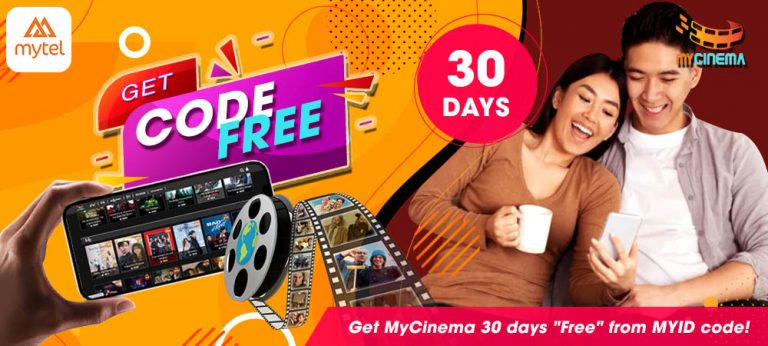 mytel
GET
CODE
FREE
30
DAYS
MYCINEMA
Get MyCinema 30 days "Free" from MYID code!